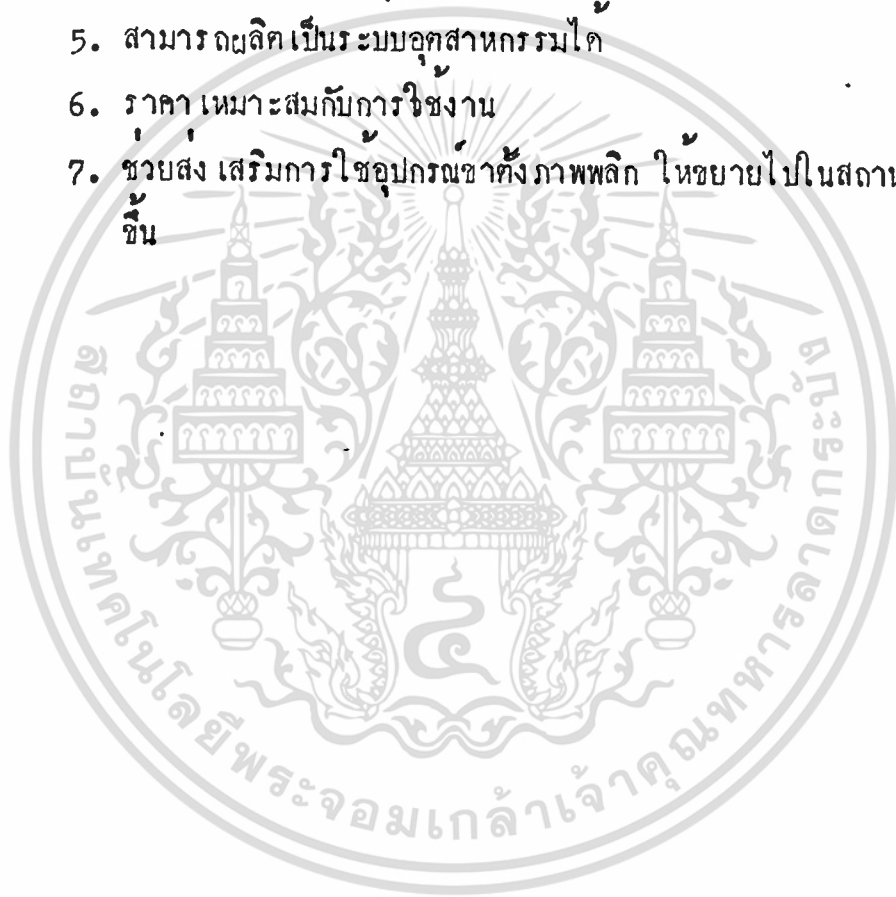 5. สามารถผลิตเป็นระบบอุตสาหกรรมได้
6. ราคาเหมาะสมกับการใช้งาน
7. ช่วยส่งเสริมการใช้อุปกรณ์ขาตั้งภาพพลิก ให้ขยายไปในสถาน
ขึ้น
สถาบันเทคโนโลยีพระจอมเกล้าเจ้าคุณทหารลาดกระบัง
๔